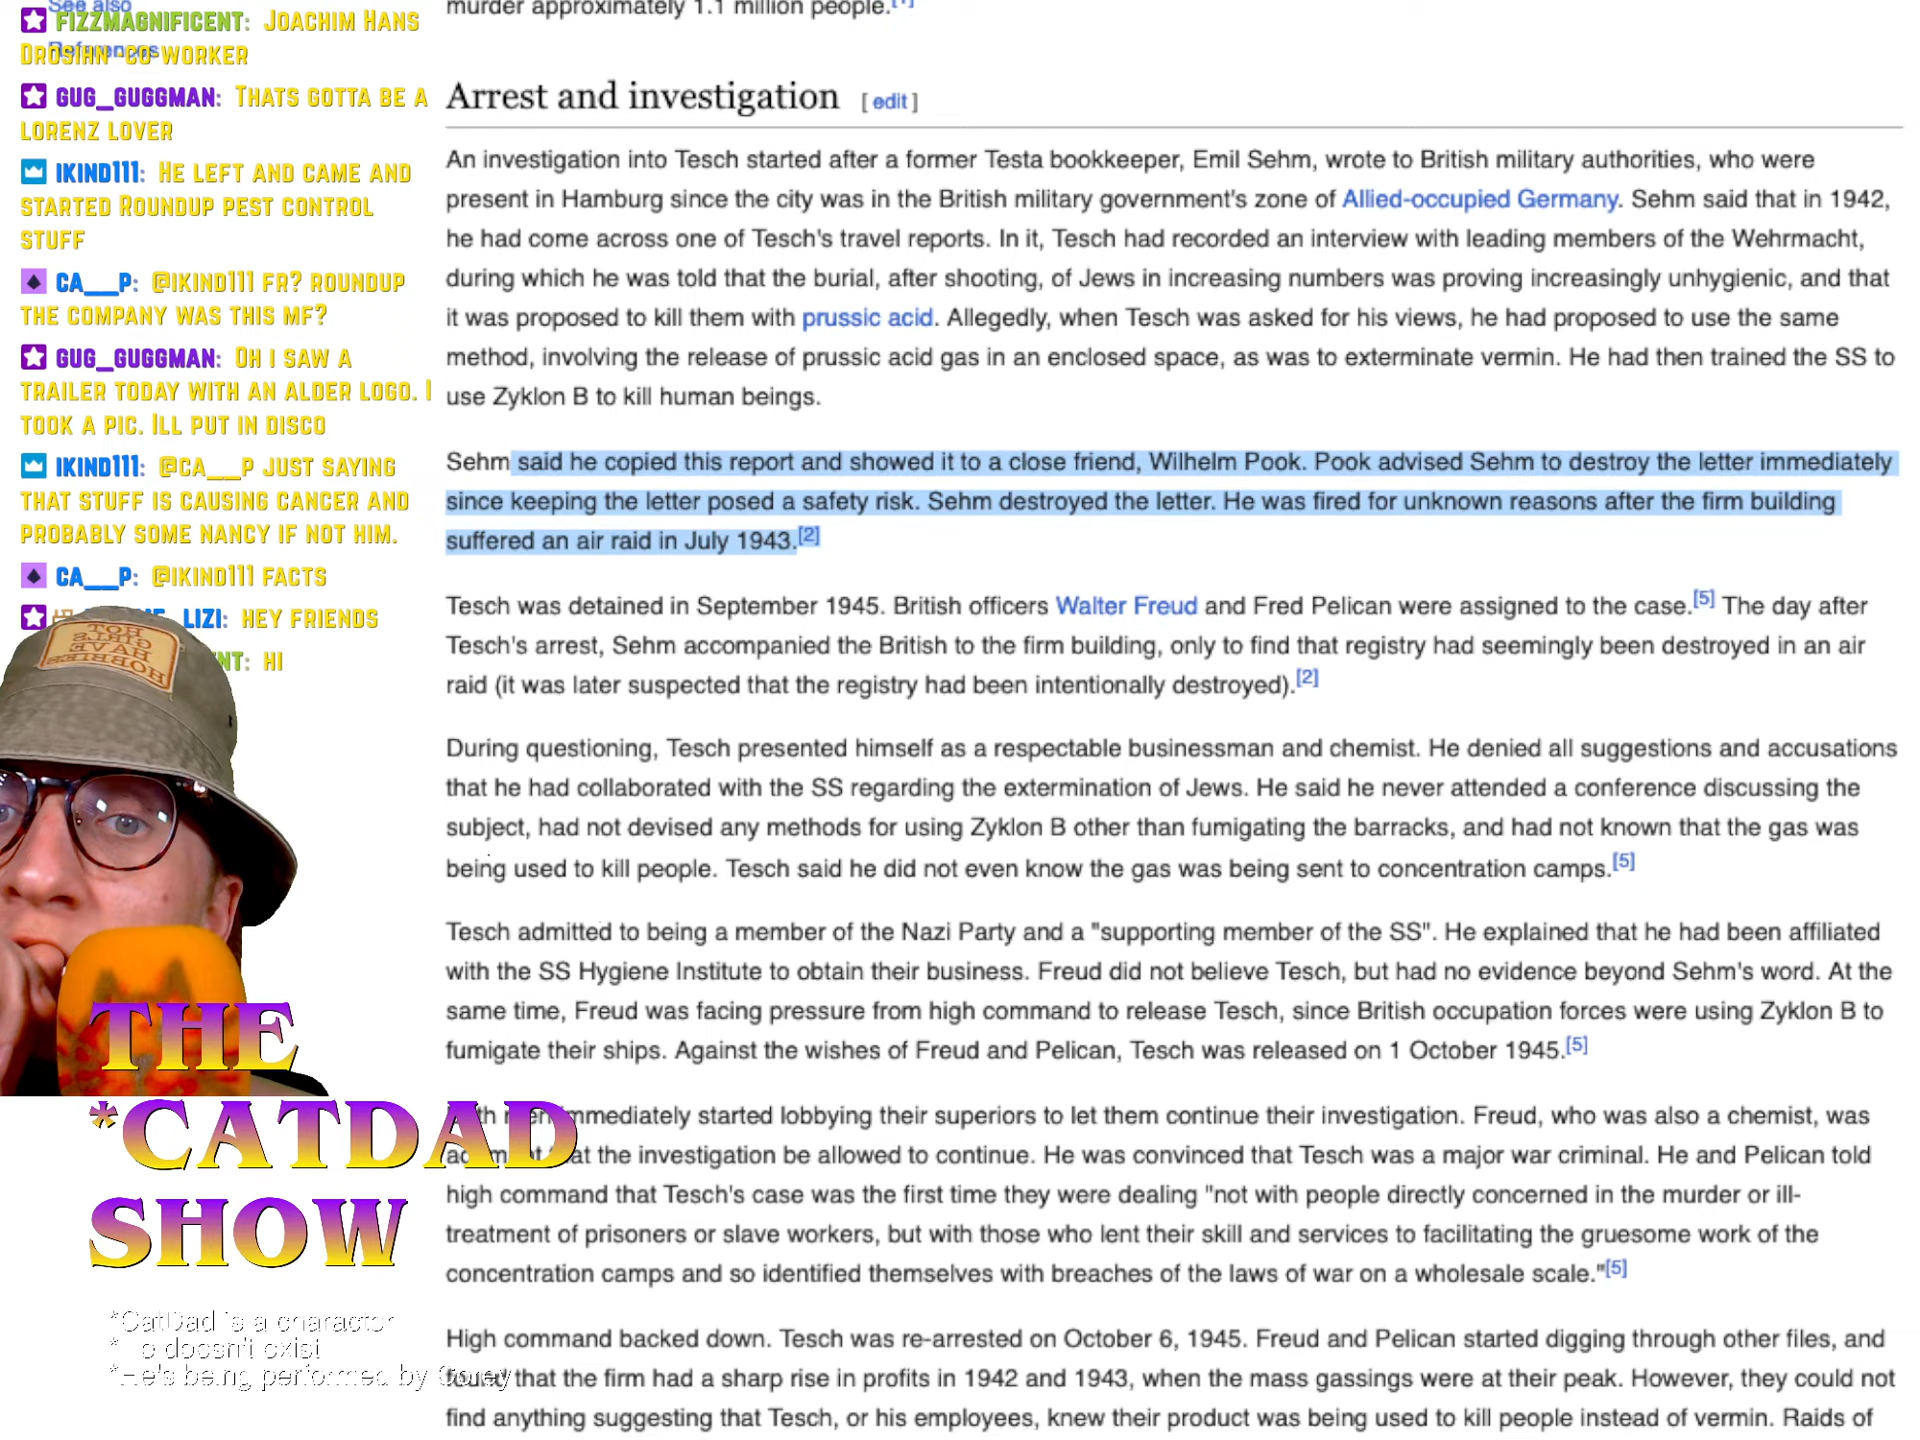 See also
References
FIZZMAGNIFICENT: JOACHIM HANS
DROSIHN- CO WORKER
GUG_GUGGMAN: THATS GOTTA BE A
LORENZ LOVER
IKIND111: HE LEFT AND CAME AND
STARTED ROUNDUP PEST CONTROL
STUFF
CA__P: @IKIND111 FR? ROUNDUP
THE COMPANY WAS THIS MF?
GUG_GUGGMAN: OH I SAW A
TRAILER TODAY WITH AN ALDER LOGO. I
TOOK A PIC. ILL PUT IN DISCO
IKIND111: @CA__P JUST SAYING
THAT STUFF IS CAUSING CANCER AND
PROBABLY SOME NANCY IF NOT HIM.
CA__P: @IKIND111 FACTS
LIZI: HEY FRIENDS
HI
HOT
GIRLS
HAVE
HOBBIES
THE
*CATDAD
SHOW
*CatDad is a character
doesn't exist
*He's being performed by Corey
murder approximately 1.1 million people.
Arrest and investigation [ edit ]
An investigation into Tesch started after a former Testa bookkeeper, Emil Sehm, wrote to British military authorities, who were
present in Hamburg since the city was in the British military government's zone of Allied-occupied Germany. Sehm said that in 1942,
he had come across one of Tesch's travel reports. In it, Tesch had recorded an interview with leading members of the Wehrmacht,
during which he was told that the burial, after shooting, of Jews in increasing numbers was proving increasingly unhygienic, and that
it was proposed to kill them with prussic acid. Allegedly, when Tesch was asked for his views, he had proposed to use the same
method, involving the release of prussic acid gas in an enclosed space, as was to exterminate vermin. He had then trained the SS to
use Zyklon B to kill human beings.
Sehm said he copied this report and showed it to a close friend, Wilhelm Pook. Pook advised Sehm to destroy the letter immediately
since keeping the letter posed a safety risk. Sehm destroyed the letter. He was fired for unknown reasons after the firm building
suffered an air raid in July 1943.[2]
Tesch was detained in September 1945. British officers Walter Freud and Fred Pelican were assigned to the case.[5] The day after
Tesch's arrest, Sehm accompanied the British to the firm building, only to find that registry had seemingly been destroyed in an air
raid (it was later suspected that the registry had been intentionally destroyed).[2]
During questioning, Tesch presented himself as a respectable businessman and chemist. He denied all suggestions and accusations
that he had collaborated with the SS regarding the extermination of Jews. He said he never attended a conference discussing the
subject, had not devised any methods for using Zyklon B other than fumigating the barracks, and had not known that the gas was
being used to kill people. Tesch said he did not even know the gas was being sent to concentration camps.[5]
Tesch admitted to being a member of the Nazi Party and a "supporting member of the SS". He explained that he had been affiliated
with the SS Hygiene Institute to obtain their business. Freud did not believe Tesch, but had no evidence beyond Sehm's word. At the
same time, Freud was facing pressure from high command to release Tesch, since British occupation forces were using Zyklon B to
fumigate their ships. Against the wishes of Freud and Pelican, Tesch was released on 1 October 1945.[5]
immediately started lobbying their superiors to let them continue their investigation. Freud, who was also a chemist, was
the investigation be allowed to continue. He was convinced that Tesch was a major war criminal. He and Pelican told
high command that Tesch's case was the first time they were dealing "not with people directly concerned in the murder or ill-
treatment of prisoners or slave workers, but with those who lent their skill and services to facilitating the gruesome work of the
concentration camps and so identified themselves with breaches of the laws of war on a wholesale scale."[5]
High command backed down. Tesch was re-arrested on October 6, 1945. Freud and Pelican started digging through other files, and
that the firm had a sharp rise in profits in 1942 and 1943, when the mass gassings were at their peak. However, they could not
find anything suggesting that Tesch, or his employees, knew their product was being used to kill people instead of vermin. Raids of